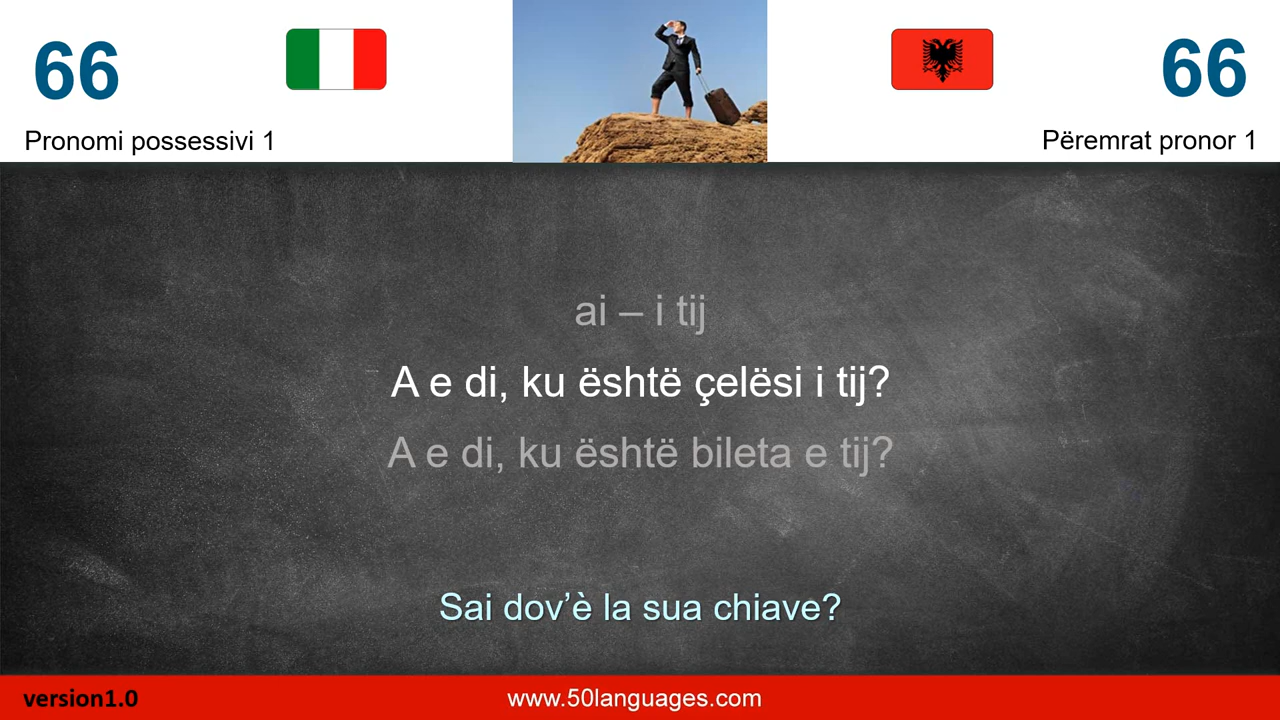 66
66
Pronomi possessivi 1
Përemrat pronor 1
ai – i tij
A e di, ku është çelësi i tij?
A e di, ku është bileta e tij?
Sai dov’è la sua chiave?
version1.0
www.50languages.com